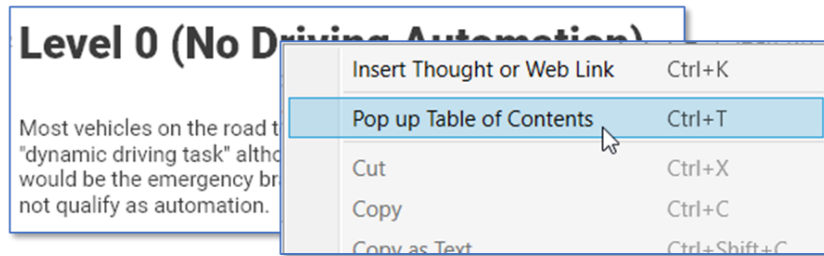 Level 0 (No Driving Automation)
Most vehicles on the road t
"dynamic driving task" altho
would be the emergency br
not qualify as automation.
Insert Thought or Web Link Ctrl+K
Pop up Table of Contents Ctrl+T
Cut Ctrl+X
Copy Ctrl+C
Copy as Text Ctrl+Shift+C